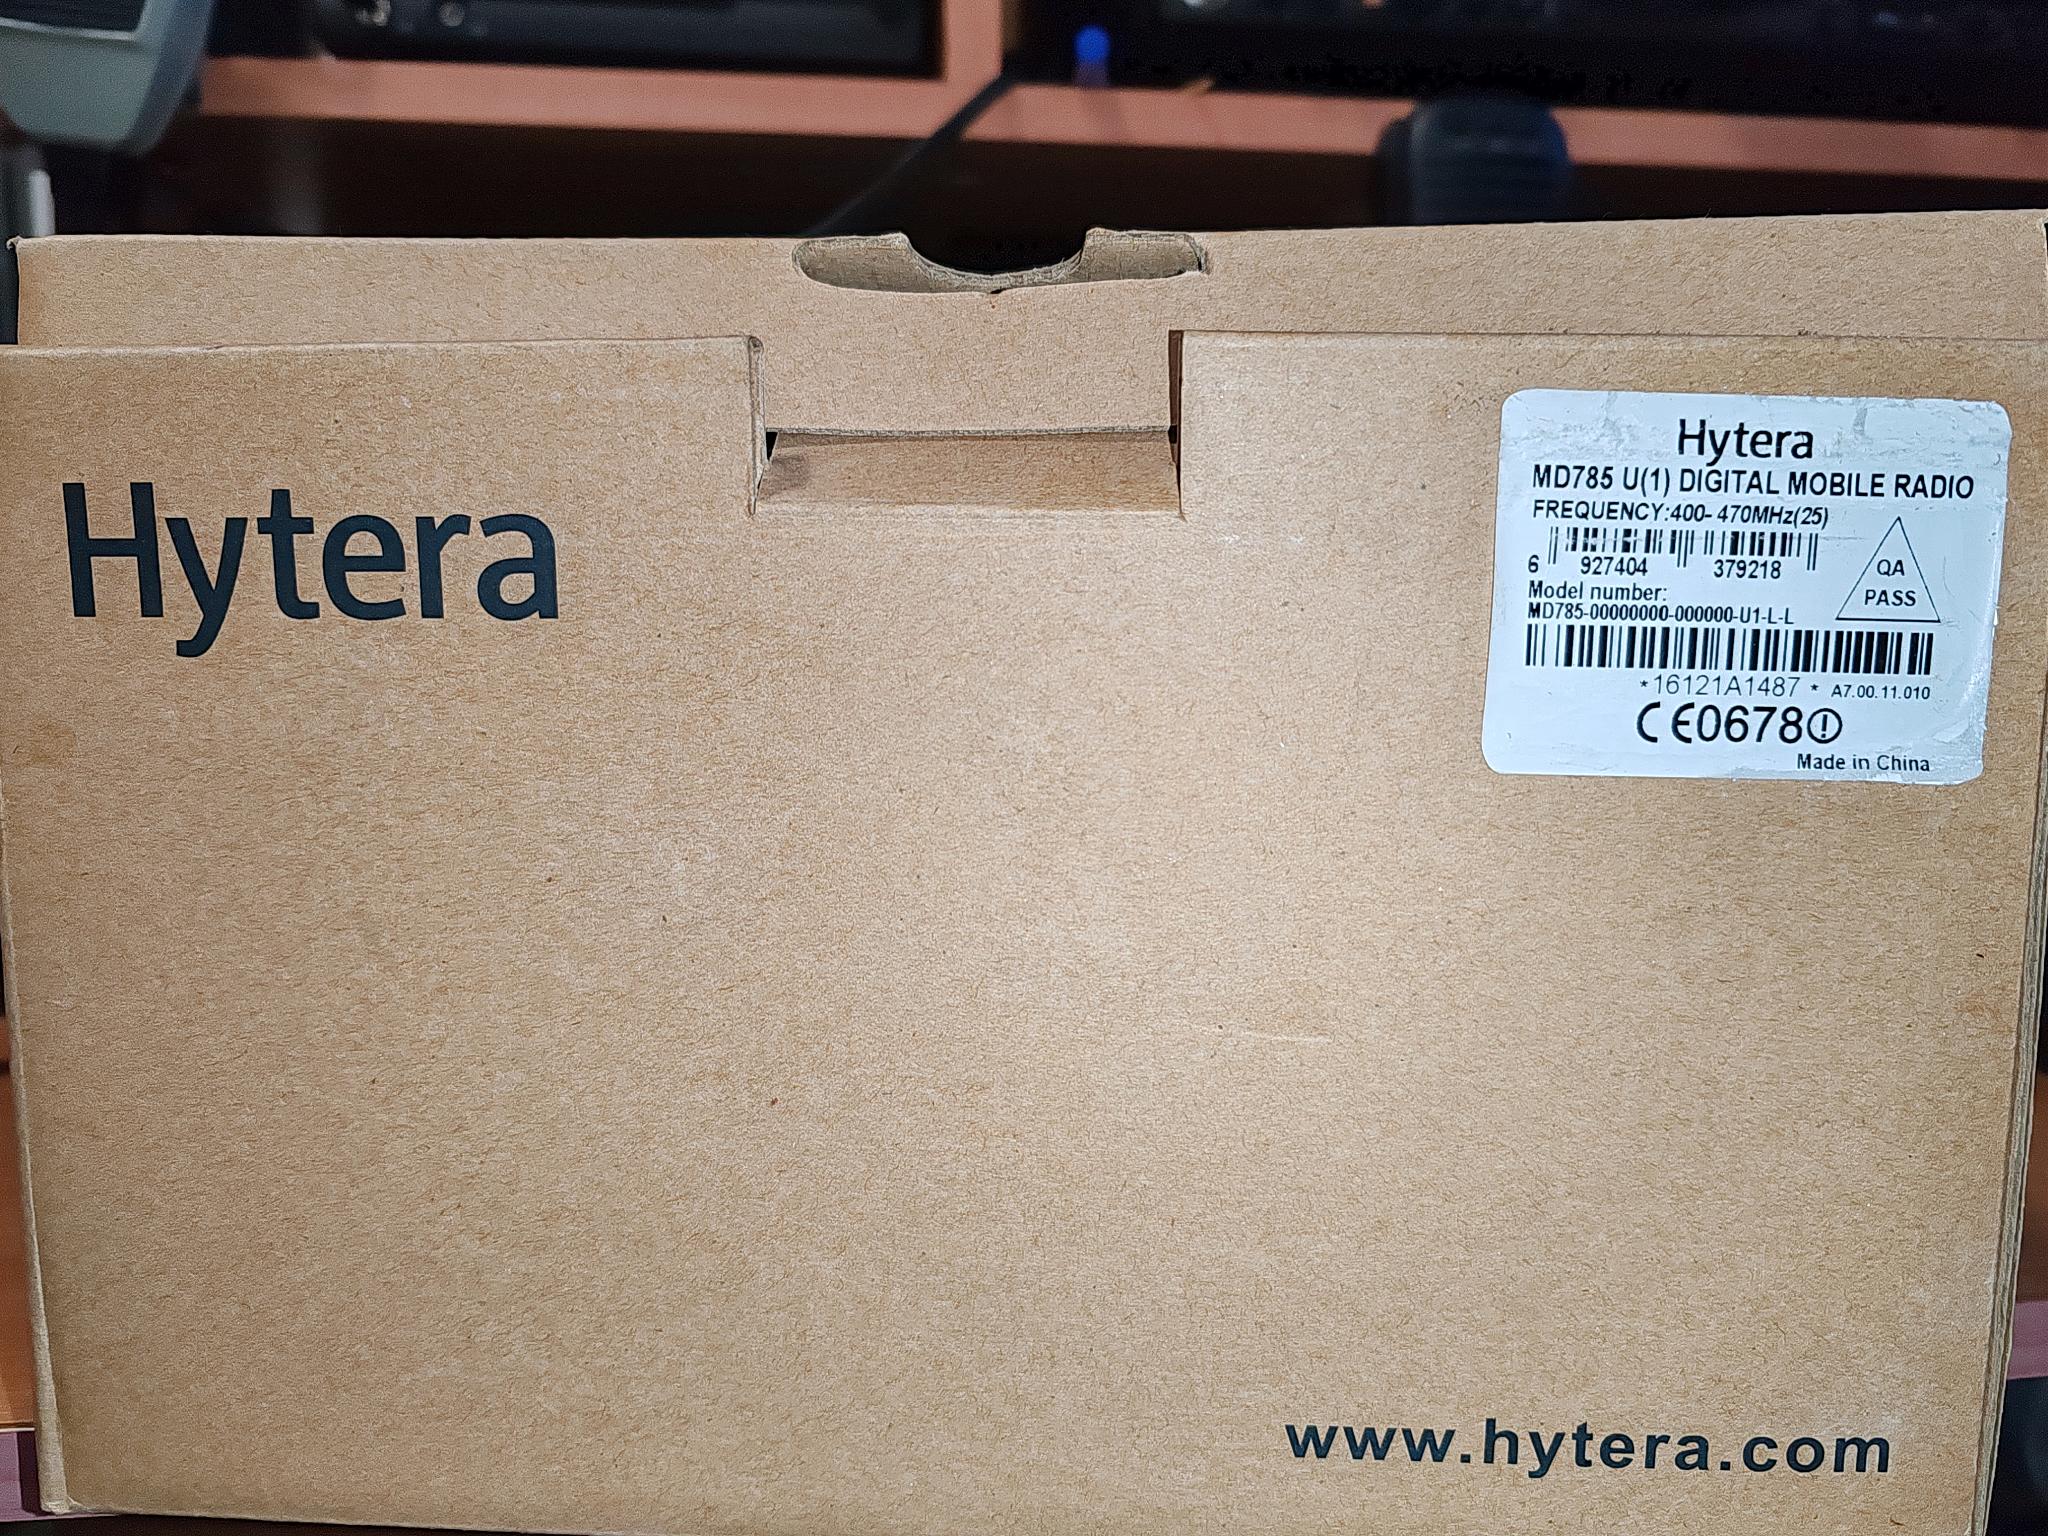 Hytera
Hytera
MD785 U(1) DIGITAL MOBILE RADIO
FREQUENCY:400- 470MHz(25)
6 927404 379218
QA
PASS
Model number:
MD785-00000000-000000-U1-L-L
*16121A1487 * A7.00.11.010
CE0678!
Made in China
www.hytera.com